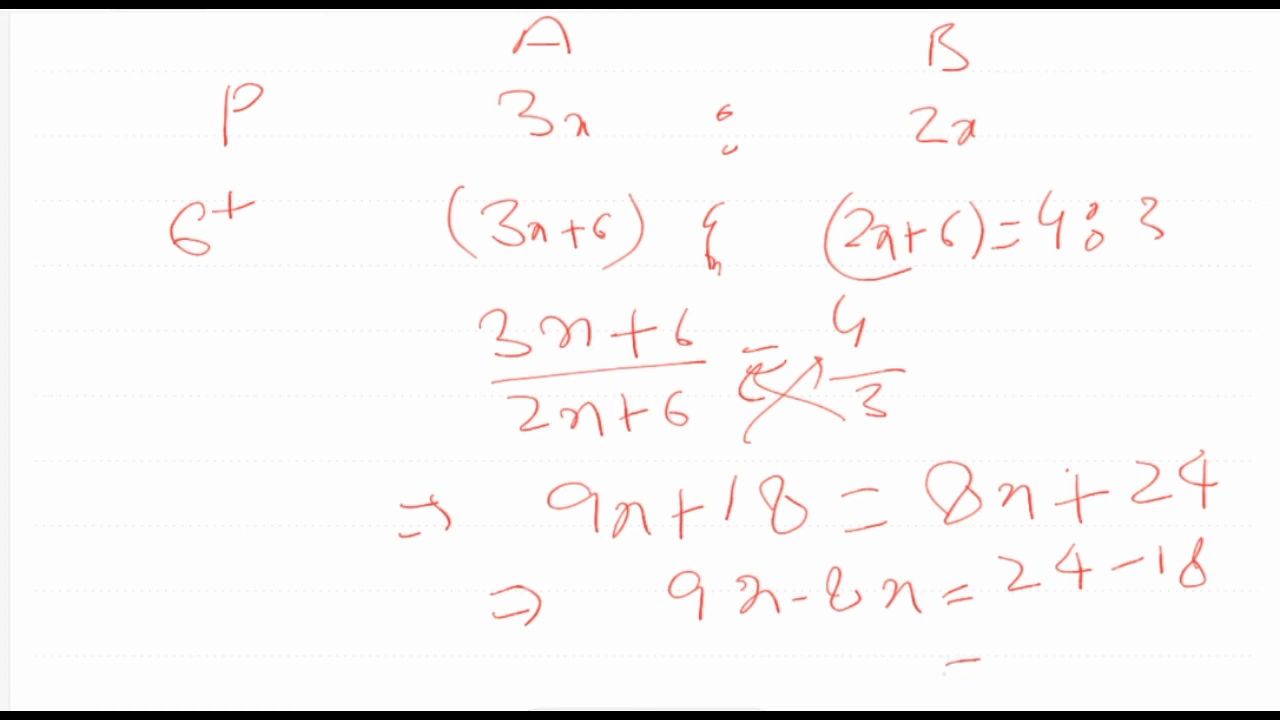 A B
P 3x : 2x
6+ (3x+6) : (2x+6)=4:3
3x+6 / 2x+6 = 4 / 3
⇒ 9x+18=8x+24
⇒ 9x-8x=24-18